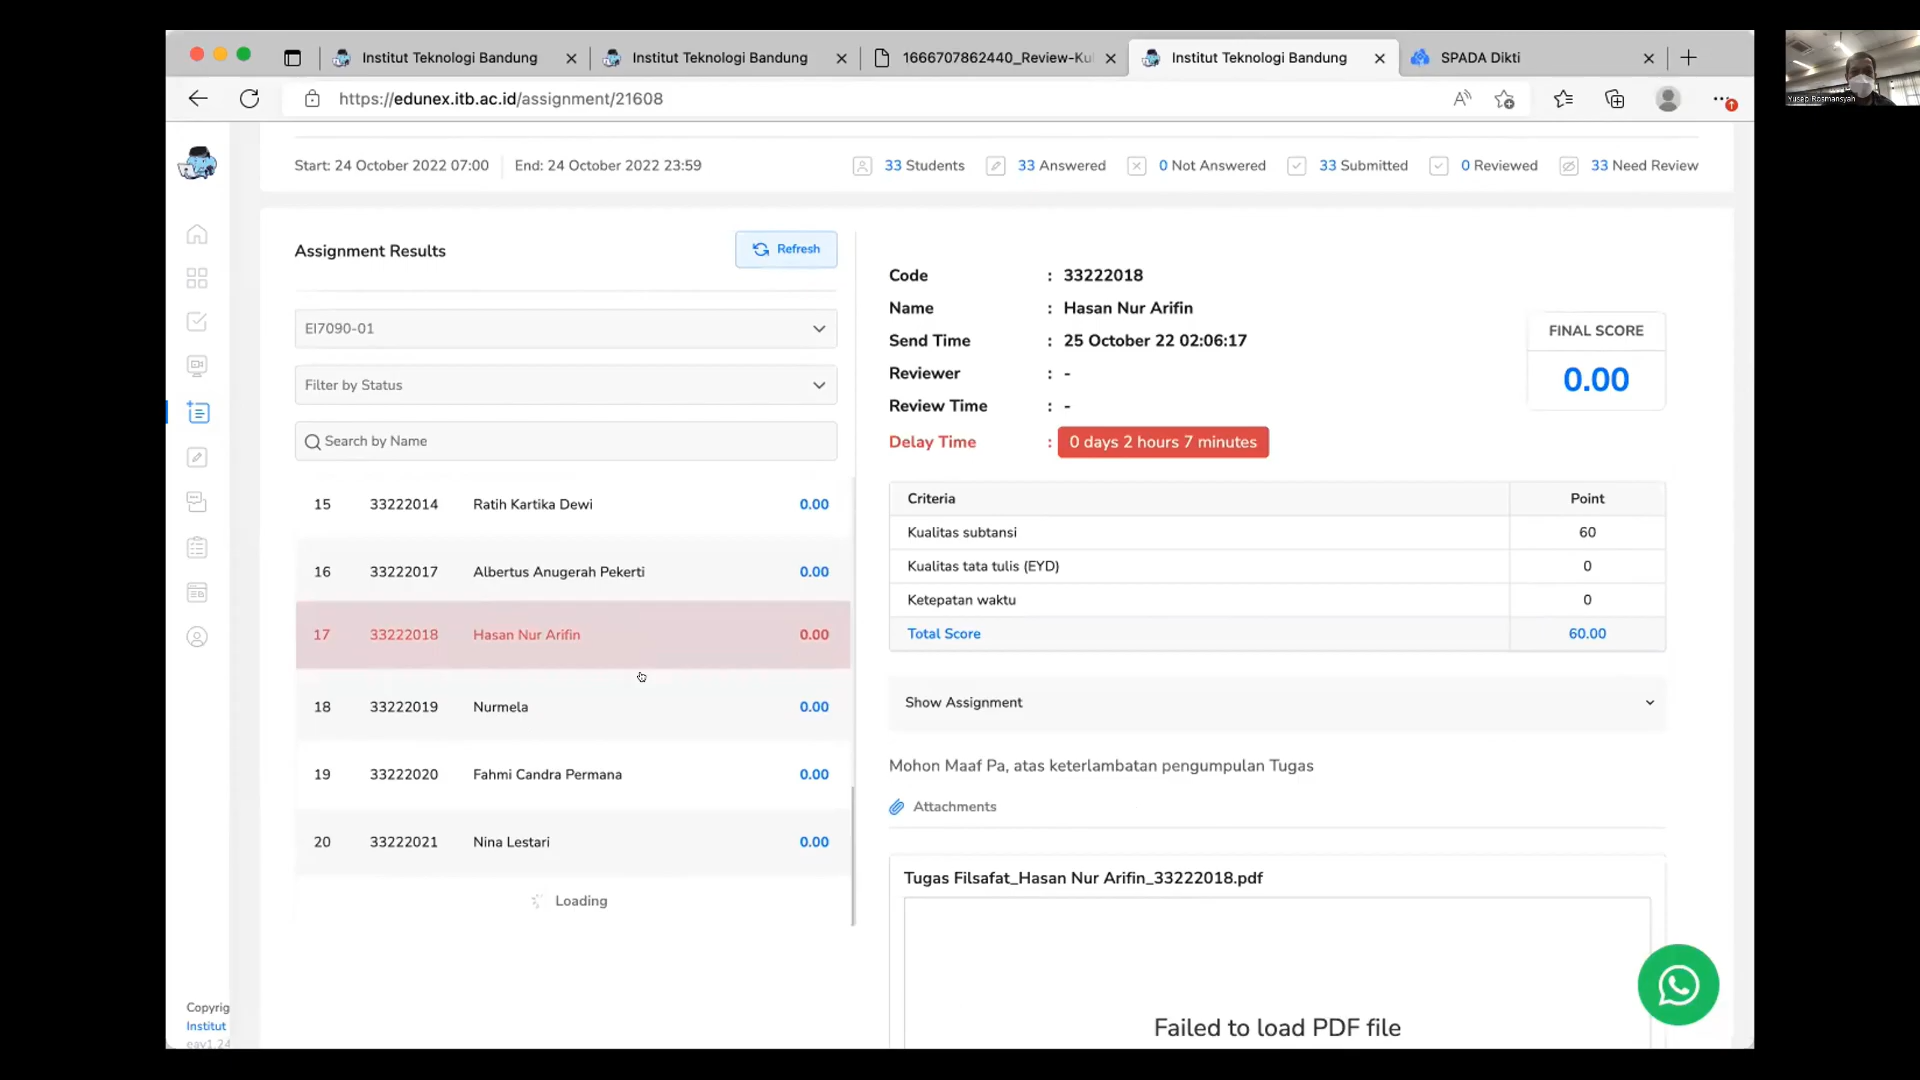 Institut Teknologi Bandung
Institut Teknologi Bandung
1666707862440_Review-Ku
Institut Teknologi Bandung
SPADA Dikti
https://edunex.itb.ac.id/assignment/21608
Yusep Rosmansyah
Start: 24 October 2022 07:00
End: 24 October 2022 23:59
33 Students
33 Answered
0 Not Answered
33 Submitted
0 Reviewed
33 Need Review
Assignment Results
Refresh
EI7090-01
Filter by Status
Search by Name
15 33222014 Ratih Kartika Dewi 0.00
16 33222017 Albertus Anugerah Pekerti 0.00
17 33222018 Hasan Nur Arifin 0.00
18 33222019 Nurmela 0.00
19 33222020 Fahmi Candra Permana 0.00
20 33222021 Nina Lestari 0.00
Loading
Code : 33222018
Name : Hasan Nur Arifin
Send Time : 25 October 22 02:06:17
Reviewer : -
Review Time : -
Delay Time : 0 days 2 hours 7 minutes
FINAL SCORE
0.00
Criteria Point
Kualitas subtansi 60
Kualitas tata tulis (EYD) 0
Ketepatan waktu 0
Total Score 60.00
Show Assignment
Mohon Maaf Pa, atas keterlambatan pengumpulan Tugas
Attachments
Tugas Filsafat_Hasan Nur Arifin_33222018.pdf
Failed to load PDF file
Copyrig
Institut
eav1.24